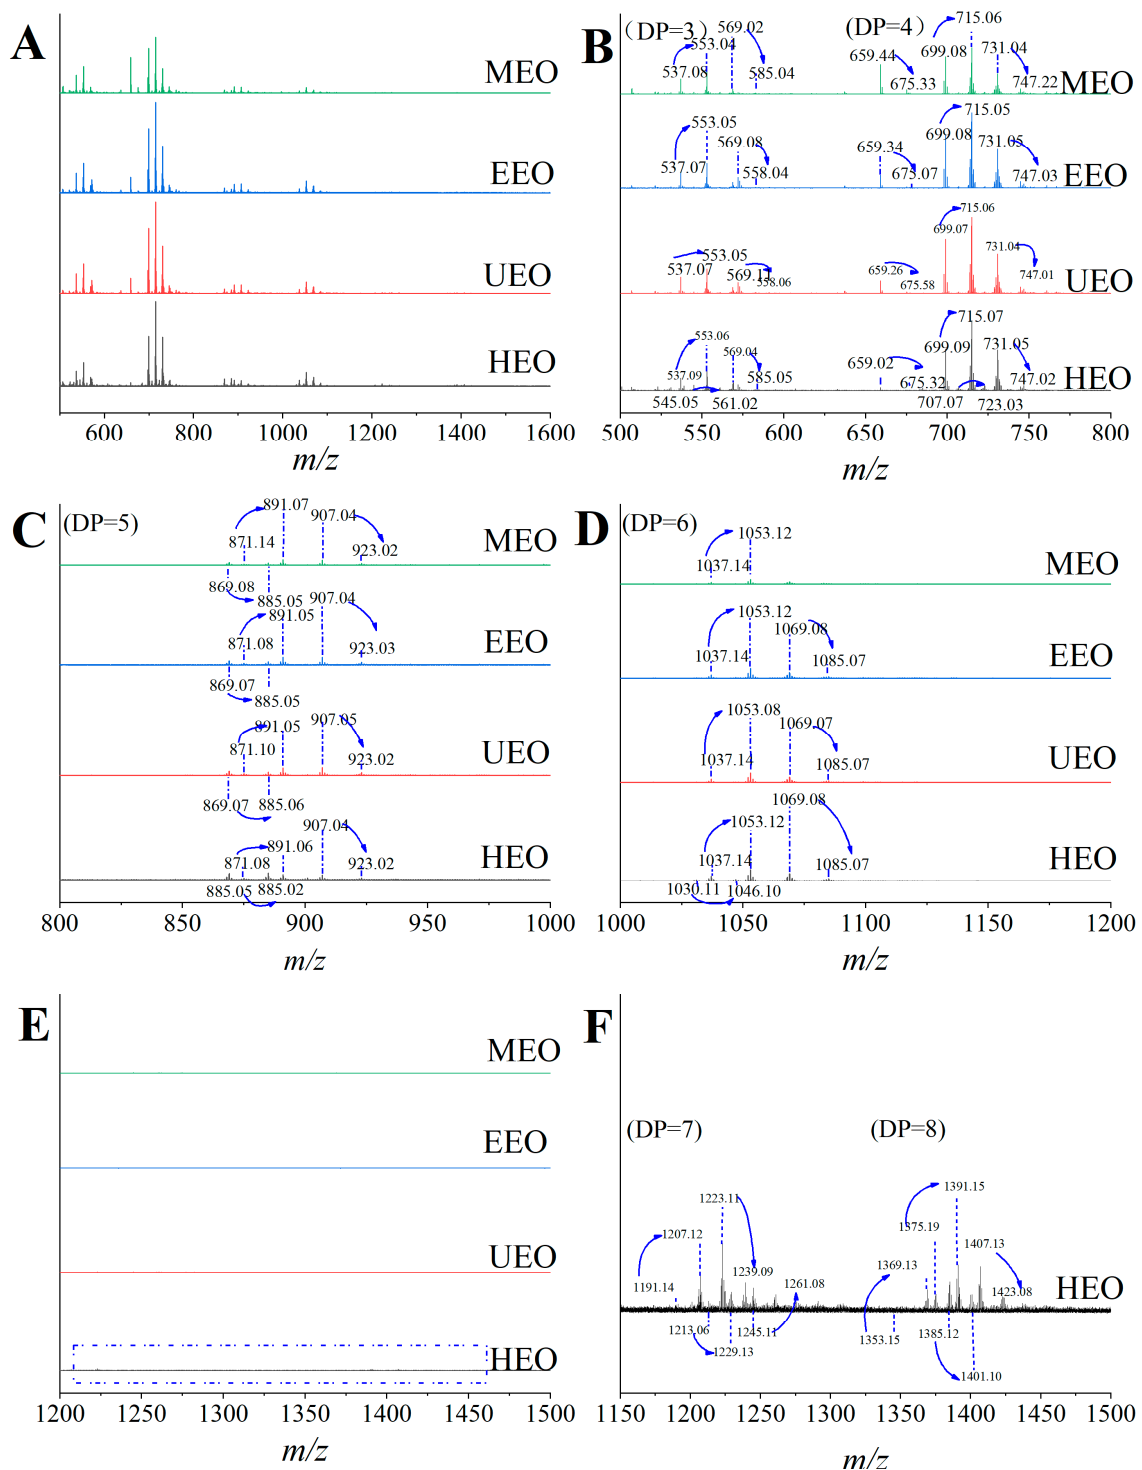 A
MEO
EEO
UEO
HEO
600 800 1000 1200 1400 1600
m/z
B
(DP=3)
(DP=4)
537.08 553.04 569.02 585.04 659.44 675.33 699.08 715.06 731.04 747.22
MEO
537.07 553.05 569.08 558.04 659.34 675.07 699.08 715.05 731.05 747.03
EEO
537.07 553.05 569.11 558.06 659.26 675.58 699.07 715.06 731.04 747.01
UEO
537.09 553.06 569.04 585.05 659.02 675.32 699.09 715.07 731.05 747.02
HEO
545.05 561.02 707.07 723.03
500 550 600 650 700 750 800
m/z
C
(DP=5)
871.14 891.07 907.04 923.02
MEO
869.08 885.05
871.08 891.05 907.04 923.03
EEO
869.07 885.05
871.10 891.05 907.05 923.02
UEO
869.07 885.06
871.08 891.06 907.04 923.02
HEO
885.05 885.02
800 850 900 950 1000
m/z
D
(DP=6)
1037.14 1053.12
MEO
1037.14 1053.12 1069.08 1085.07
EEO
1037.14 1053.08 1069.07 1085.07
UEO
1037.14 1053.12 1069.08 1085.07
HEO
1030.11 1046.10
1000 1050 1100 1150 1200
m/z
E
MEO
EEO
UEO
HEO
1200 1250 1300 1350 1400 1450 1500
m/z
F
(DP=7)
(DP=8)
1191.14 1207.12 1223.11 1239.09 1261.08 1369.13 1375.19 1391.15 1407.13 1423.08
HEO
1213.06 1229.13 1245.11 1353.15 1385.12 1401.10
1150 1200 1250 1300 1350 1400 1450 1500
m/z